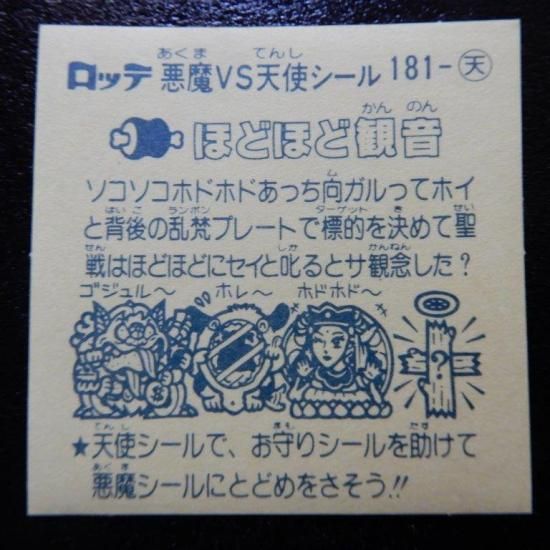 ロッテ 悪魔VS天使シール 181-天
ほどほど観音
ソコソコホドホドあっち向ガルってホイ
と背後の乱梵プレートで標的を決めて聖
戦はほどほどにセイと叱るとサ観念した?
ゴジュル〜 ホレ〜 ホドホド〜
?
★天使シールで、お守りシールを助けて
悪魔シールにとどめをさそう!!